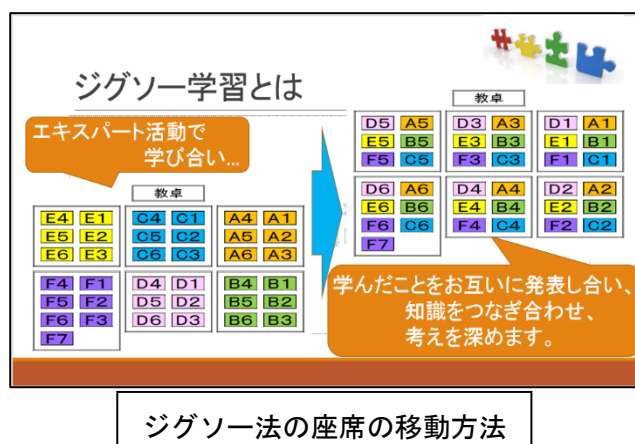 ジグソー学習とは
エキスパート活動で
学び合い…
教卓
E4 E1 C4 C1 A4 A1
E5 E2 C5 C2 A5 A2
E6 E3 C6 C3 A6 A3
F4 F1 D4 D1 B4 B1
F5 F2 D5 D2 B5 B2
F6 F3 D6 D3 B6 B3
F7
教卓
D5 A5 D3 A3 D1 A1
E5 B5 E3 B3 E1 B1
F5 C5 F3 C3 F1 C1
D6 A6 D4 A4 D2 A2
E6 B6 E4 B4 E2 B2
F6 C6 F4 C4 F2 C2
F7
学んだことをお互いに発表し合い、
知識をつなぎ合わせ、
考えを深めます。
ジグソー法の座席の移動方法